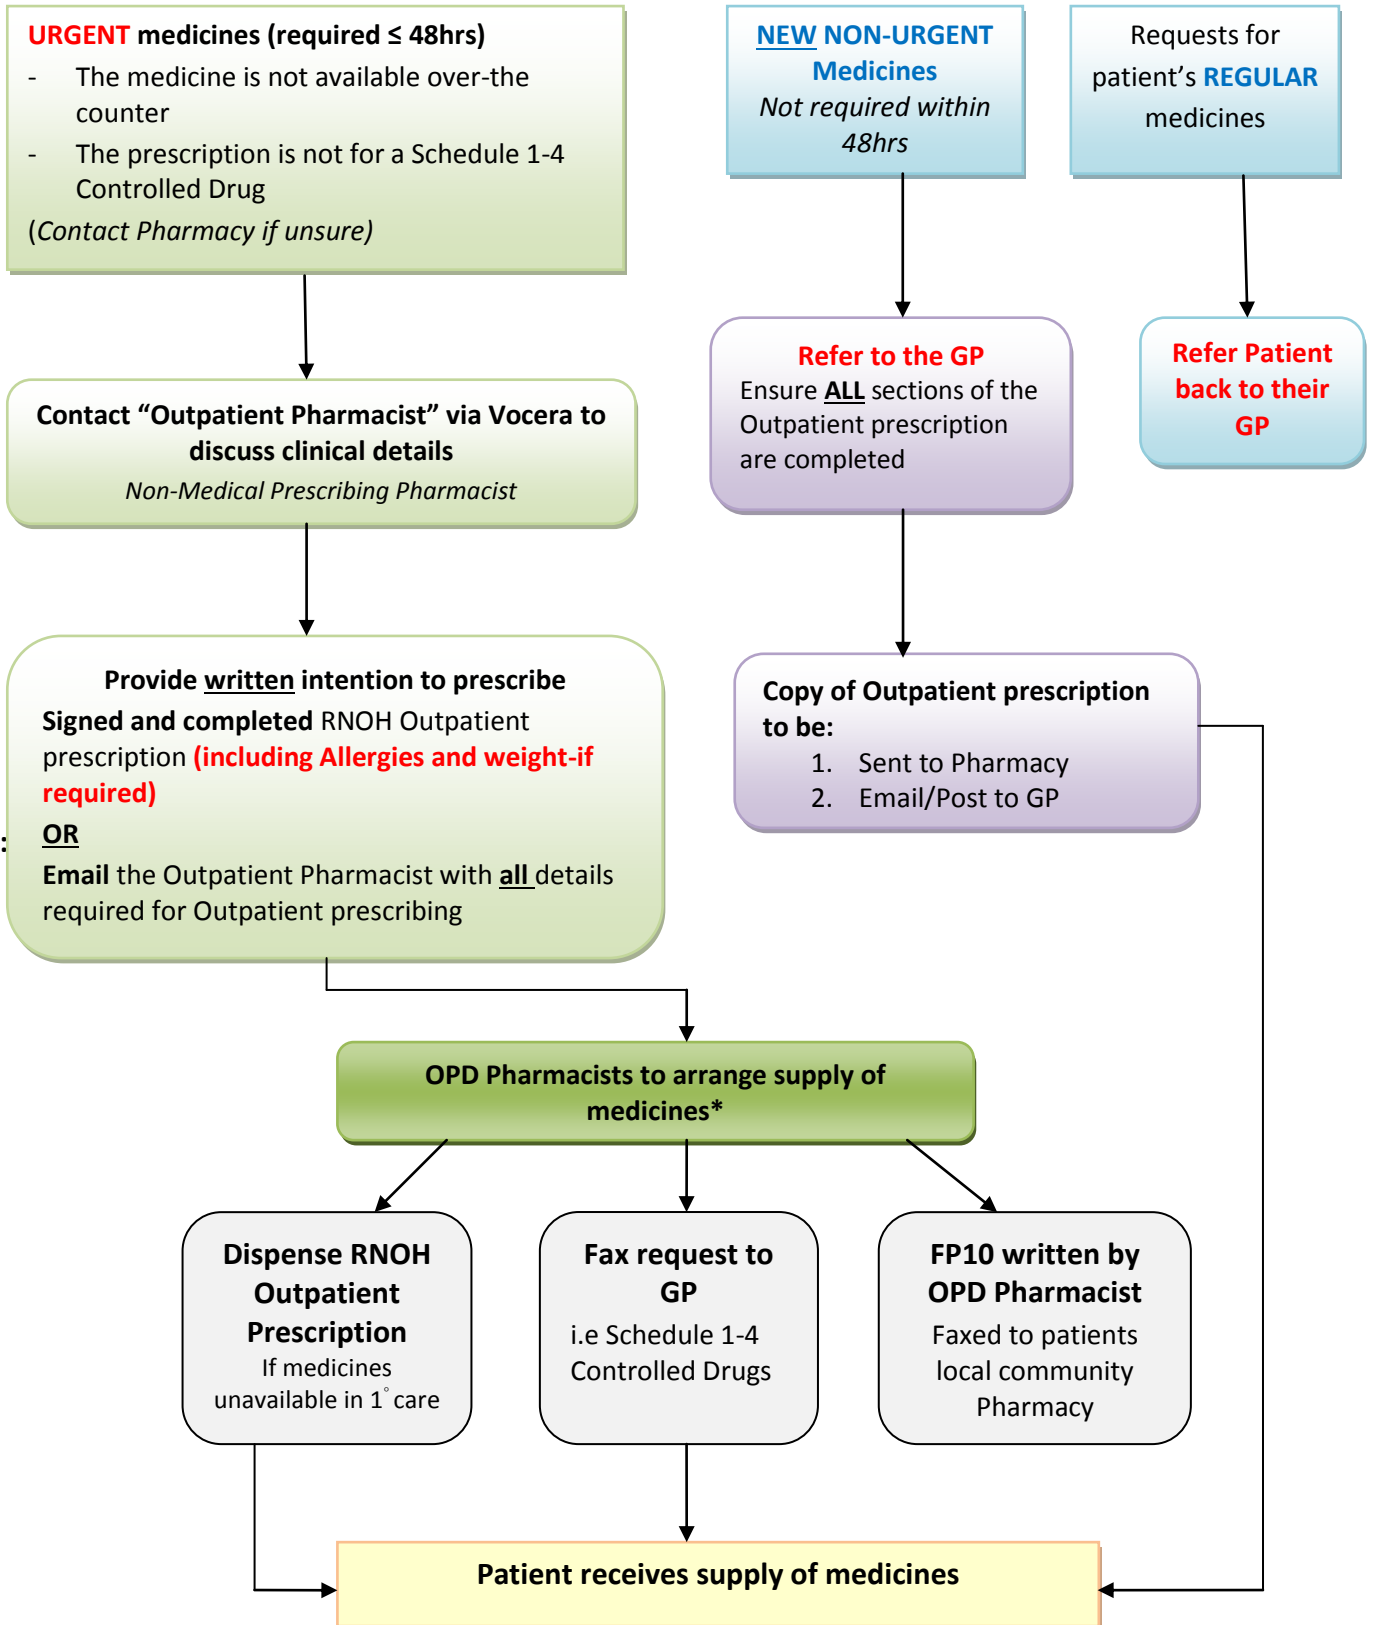 URGENT medicines (required ≤ 48hrs)
- The medicine is not available over-the
counter
- The prescription is not for a Schedule 1-4
Controlled Drug
(Contact Pharmacy if unsure)
NEW NON-URGENT
Medicines
Not required within
48hrs
Requests for
patient’s REGULAR
medicines
Contact “Outpatient Pharmacist” via Vocera to
discuss clinical details
Non-Medical Prescribing Pharmacist
Refer to the GP
Ensure ALL sections of the
Outpatient prescription
are completed
Refer Patient
back to their
GP
Provide written intention to prescribe
Signed and completed RNOH Outpatient
prescription (including Allergies and weight-if
required)
:
OR
Email the Outpatient Pharmacist with all details
required for Outpatient prescribing
Copy of Outpatient prescription
to be:
1. Sent to Pharmacy
2. Email/Post to GP
OPD Pharmacists to arrange supply of
medicines*
Dispense RNOH
Outpatient
Prescription
If medicines
unavailable in 1° care
Fax request to
GP
i.e Schedule 1-4
Controlled Drugs
FP10 written by
OPD Pharmacist
Faxed to patients
local community
Pharmacy
Patient receives supply of medicines